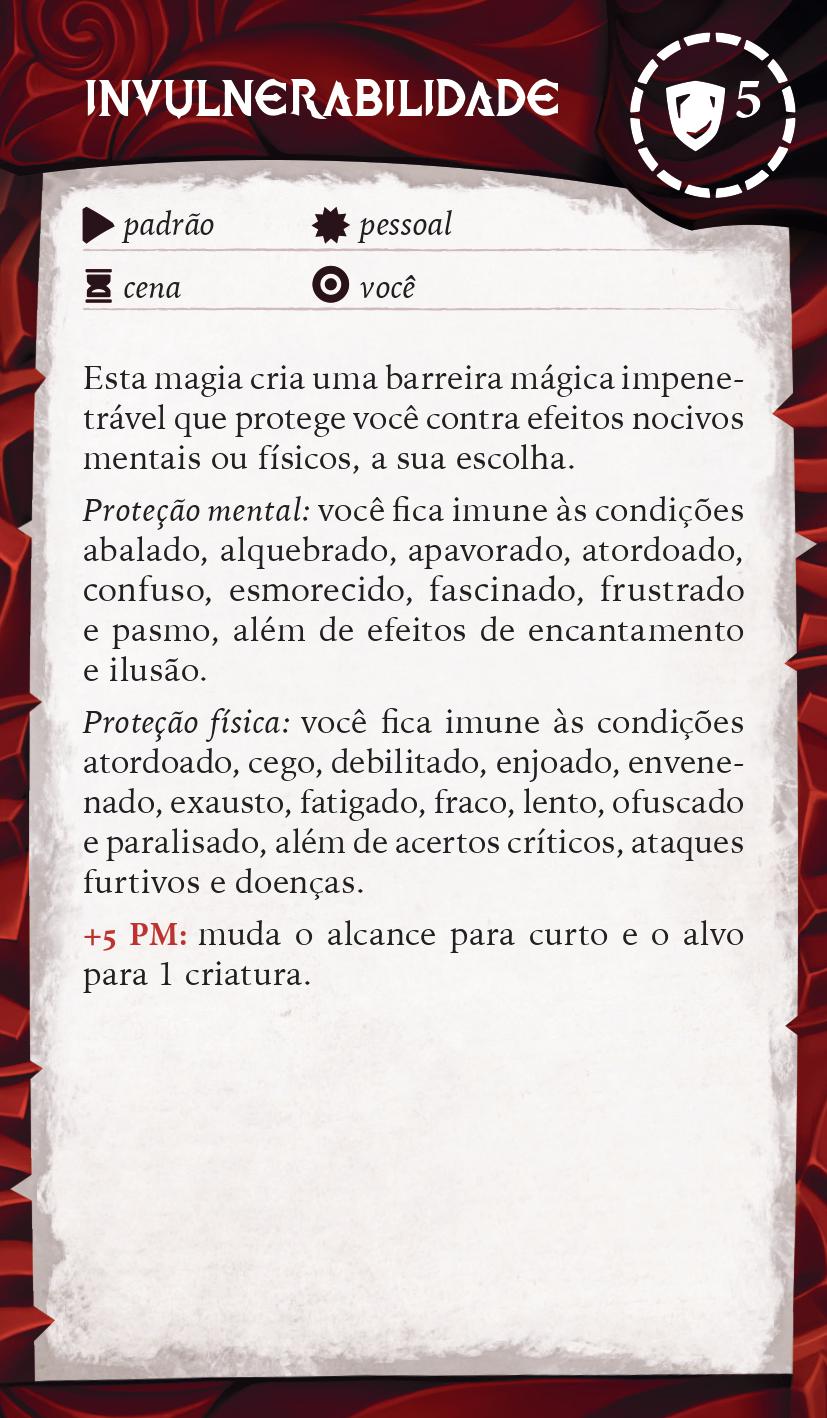 INVULNERABILIDADE
5
padrão pessoal
cena você
Esta magia cria uma barreira mágica impene-
trável que protege você contra efeitos nocivos
mentais ou físicos, a sua escolha.
Proteção mental: você fica imune às condições
abalado, alquebrado, apavorado, atordoado,
confuso, esmorecido, fascinado, frustrado
e pasmo, além de efeitos de encantamento
e ilusão.
Proteção física: você fica imune às condições
atordoado, cego, debilitado, enjoado, envene-
nado, exausto, fatigado, fraco, lento, ofuscado
e paralisado, além de acertos críticos, ataques
furtivos e doenças.
+5 PM: muda o alcance para curto e o alvo
para 1 criatura.